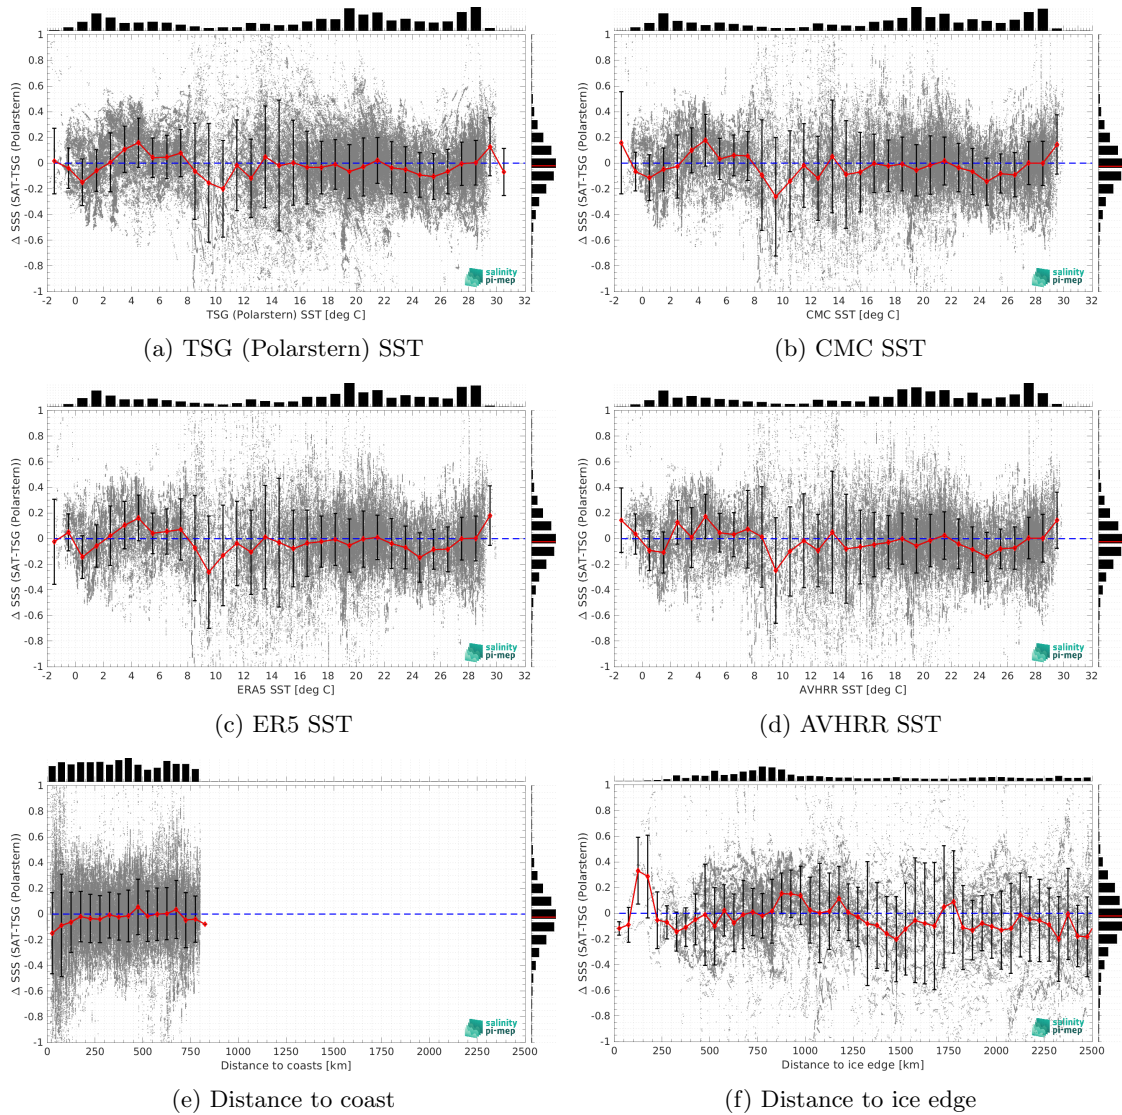 1
0.8
0.6
0.4
0.2
0
-0.2
-0.4
-0.6
-0.8
-1
Δ SSS (SAT-TSG (Polarstern))
-2 0 2 4 6 8 10 12 14 16 18 20 22 24 26 28 30 32
TSG (Polarstern) SST [deg C]
salinity
pi-mep
(a) TSG (Polarstern) SST
1
0.8
0.6
0.4
0.2
0
-0.2
-0.4
-0.6
-0.8
-1
Δ SSS (SAT-TSG (Polarstern))
-2 0 2 4 6 8 10 12 14 16 18 20 22 24 26 28 30 32
CMC SST [deg C]
salinity
pi-mep
(b) CMC SST
1
0.8
0.6
0.4
0.2
0
-0.2
-0.4
-0.6
-0.8
-1
Δ SSS (SAT-TSG (Polarstern))
-2 0 2 4 6 8 10 12 14 16 18 20 22 24 26 28 30 32
ERA5 SST [deg C]
salinity
pi-mep
(c) ER5 SST
1
0.8
0.6
0.4
0.2
0
-0.2
-0.4
-0.6
-0.8
-1
Δ SSS (SAT-TSG (Polarstern))
-2 0 2 4 6 8 10 12 14 16 18 20 22 24 26 28 30 32
AVHRR SST [deg C]
salinity
pi-mep
(d) AVHRR SST
1
0.8
0.6
0.4
0.2
0
-0.2
-0.4
-0.6
-0.8
-1
Δ SSS (SAT-TSG (Polarstern))
0 250 500 750 1000 1250 1500 1750 2000 2250 2500
Distance to coasts [km]
salinity
pi-mep
(e) Distance to coast
1
0.8
0.6
0.4
0.2
0
-0.2
-0.4
-0.6
-0.8
-1
Δ SSS (SAT-TSG (Polarstern))
0 250 500 750 1000 1250 1500 1750 2000 2250 2500
Distance to ice edge [km]
salinity
pi-mep
(f) Distance to ice edge